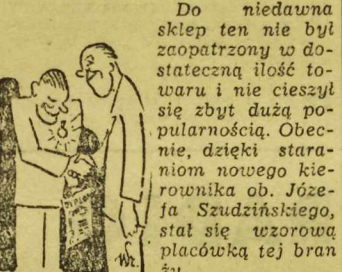 Do niedawna
sklep ten nie był
zaopatrzony w do-
stateczną ilość to-
waru i nie cieszył
się zbyt dużą po-
pularnością. Obec-
nie, dzięki stara-
niom nowego kie-
rownika ob. Józe-
fa Szudzińskiego,
stał się wzorową
placówką tej bran
ży.